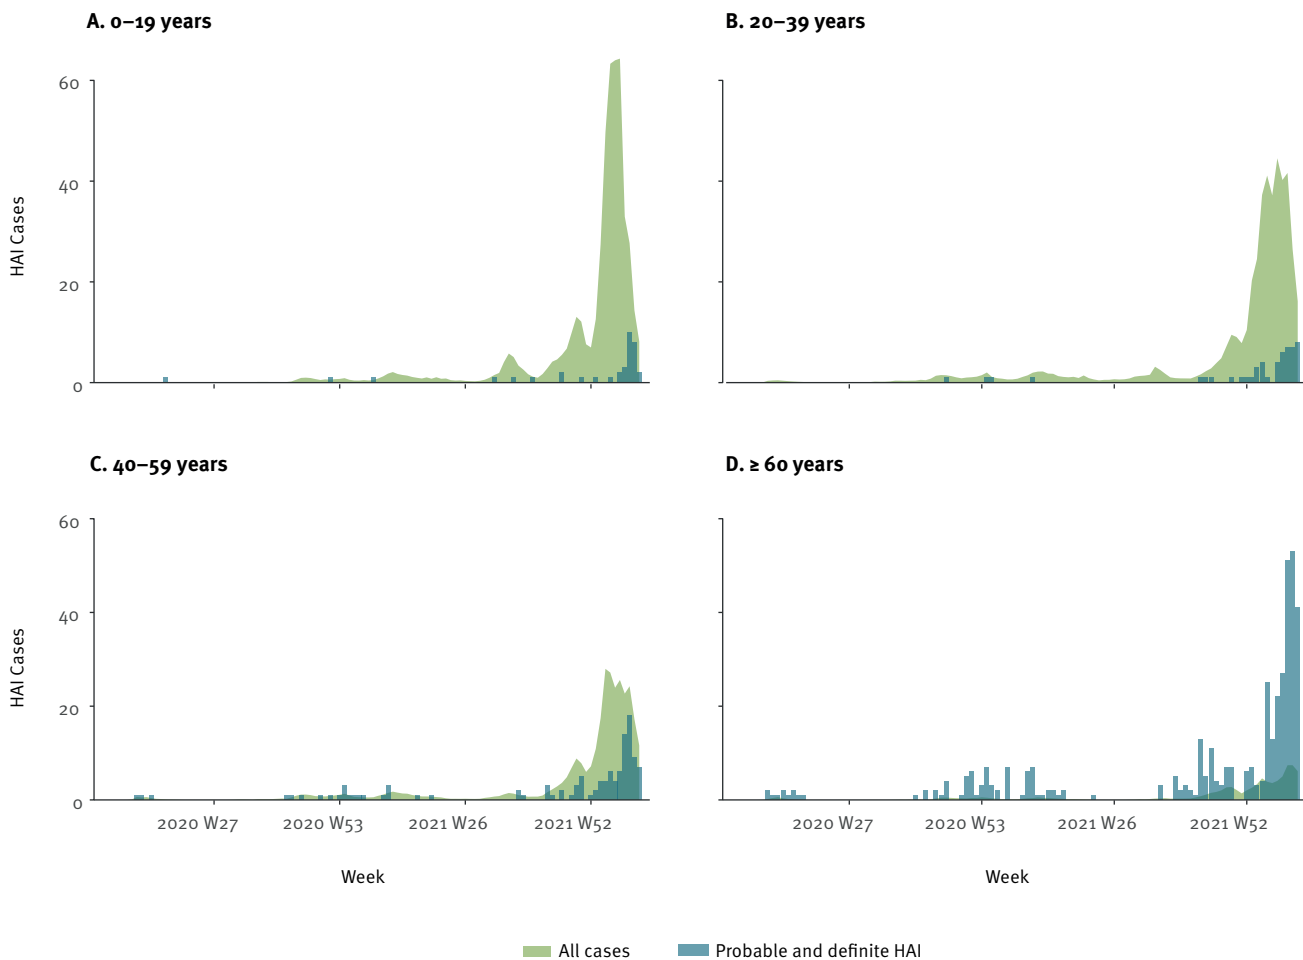 A. 0–19 years
B. 20–39 years
60
40
20
0
HAI Cases
C. 40–59 years
D. ≥ 60 years
60
40
20
0
HAI Cases
2020 W27 2020 W53 2021 W26 2021 W52
2020 W27 2020 W53 2021 W26 2021 W52
Week
Week
All cases
Probable and definite HAI